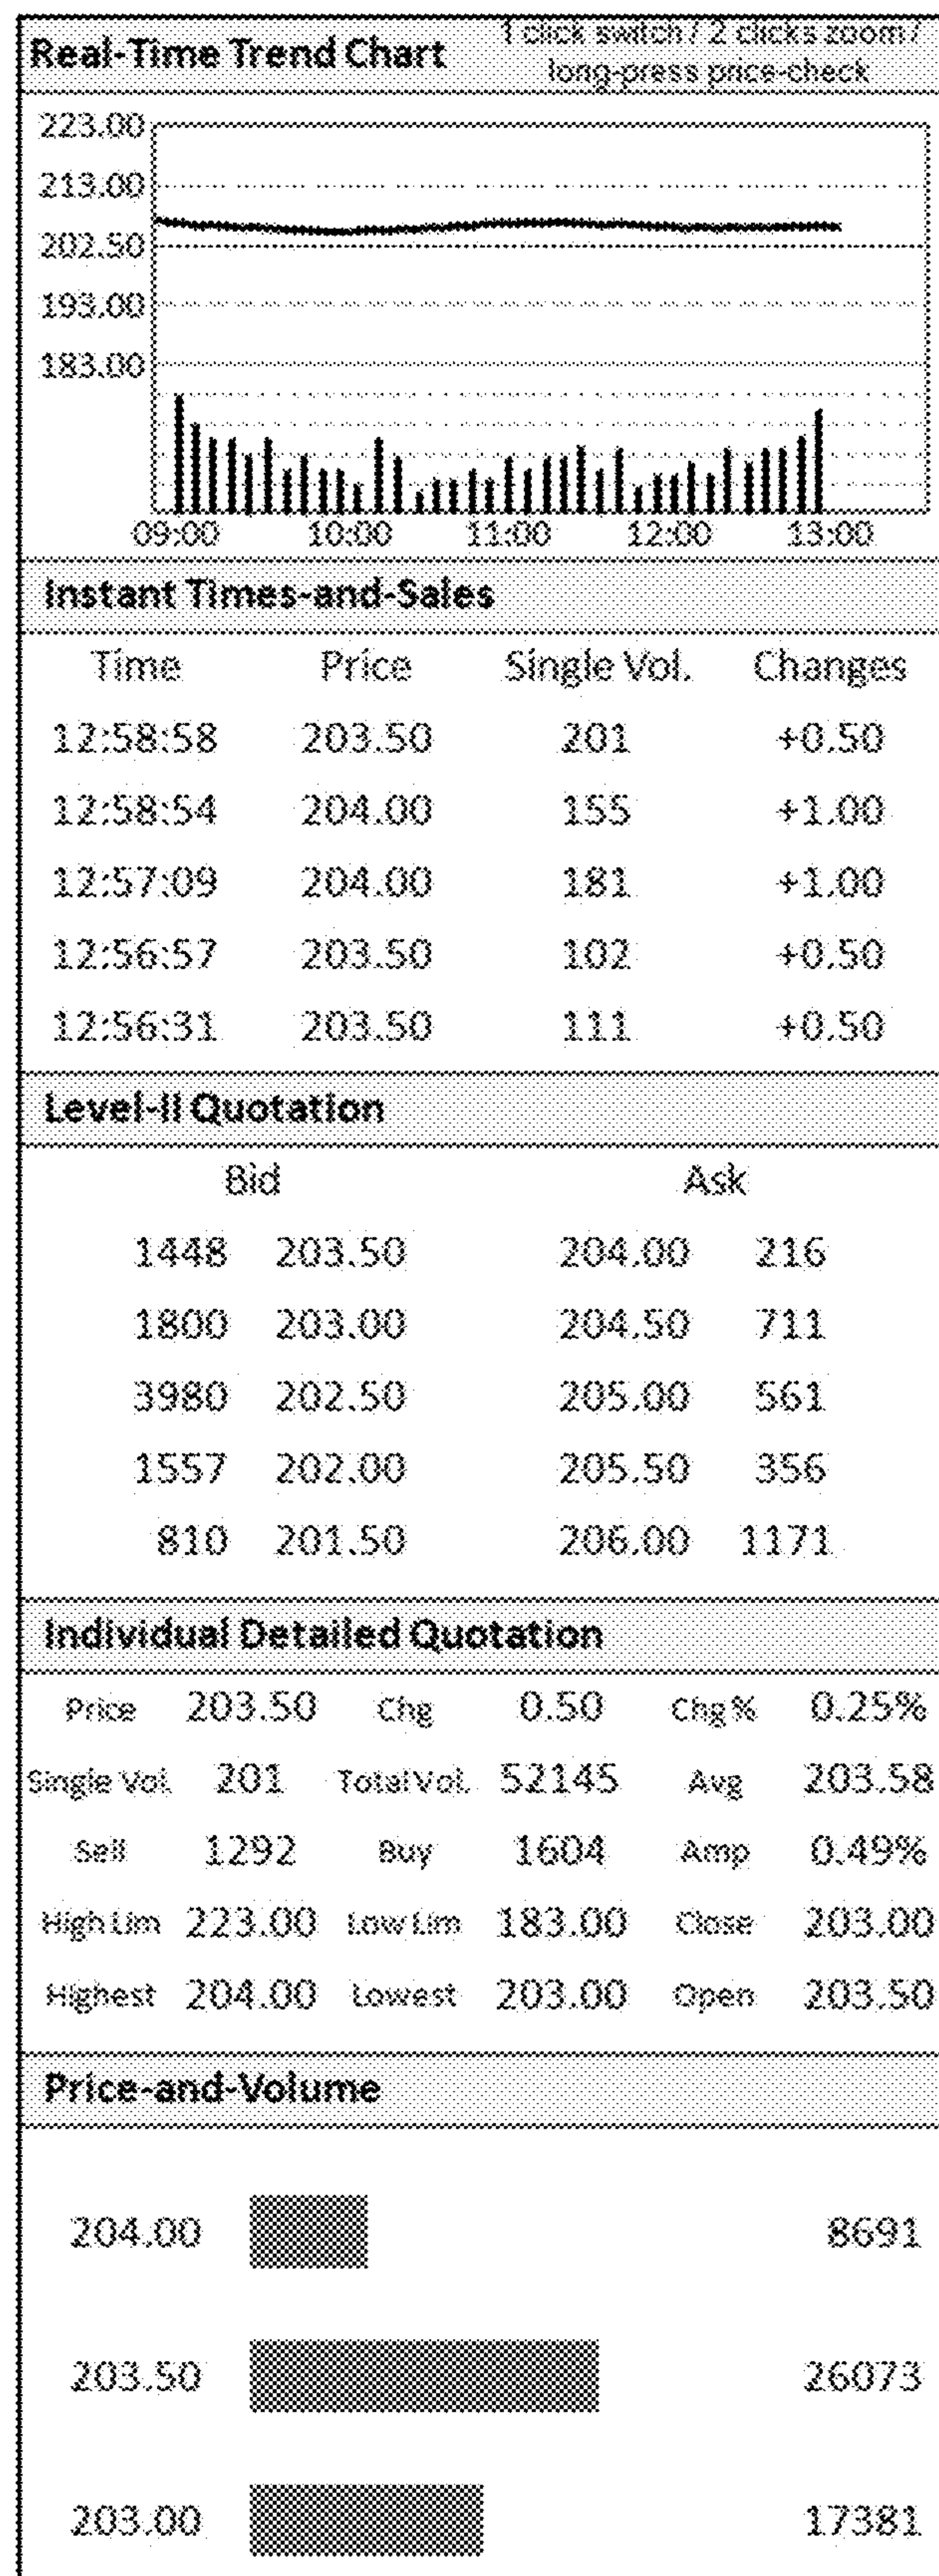 Real-Time Trend Chart
1 click switch / 2 clicks zoom /
long-press price-check
223.00
213.00
202.50
193.00
183.00
09:00 10:00 11:00 12:00 13:00
Instant Times-and-Sales
Time Price Single Vol. Changes
12:58:58 203.50 201 +0.50
12:58:54 204.00 155 +1.00
12:57:09 204.00 181 +1.00
12:56:57 203.50 102 +0.50
12:56:31 203.50 111 +0.50
Level-II Quotation
Bid Ask
1448 203.50 204.00 216
1800 203.00 204.50 711
3980 202.50 205.00 561
1557 202.00 205.50 356
810 201.50 206.00 1171
Individual Detailed Quotation
Price 203.50 Chg 0.50 Chg% 0.25%
Single Vol. 201 Total Vol. 52145 Avg 203.58
Sell 1292 Buy 1604 Amp 0.49%
High Lim 223.00 Low Lim 183.00 Close 203.00
Highest 204.00 Lowest 203.00 Open 203.50
Price-and-Volume
204.00 8691
203.50 26073
203.00 17381